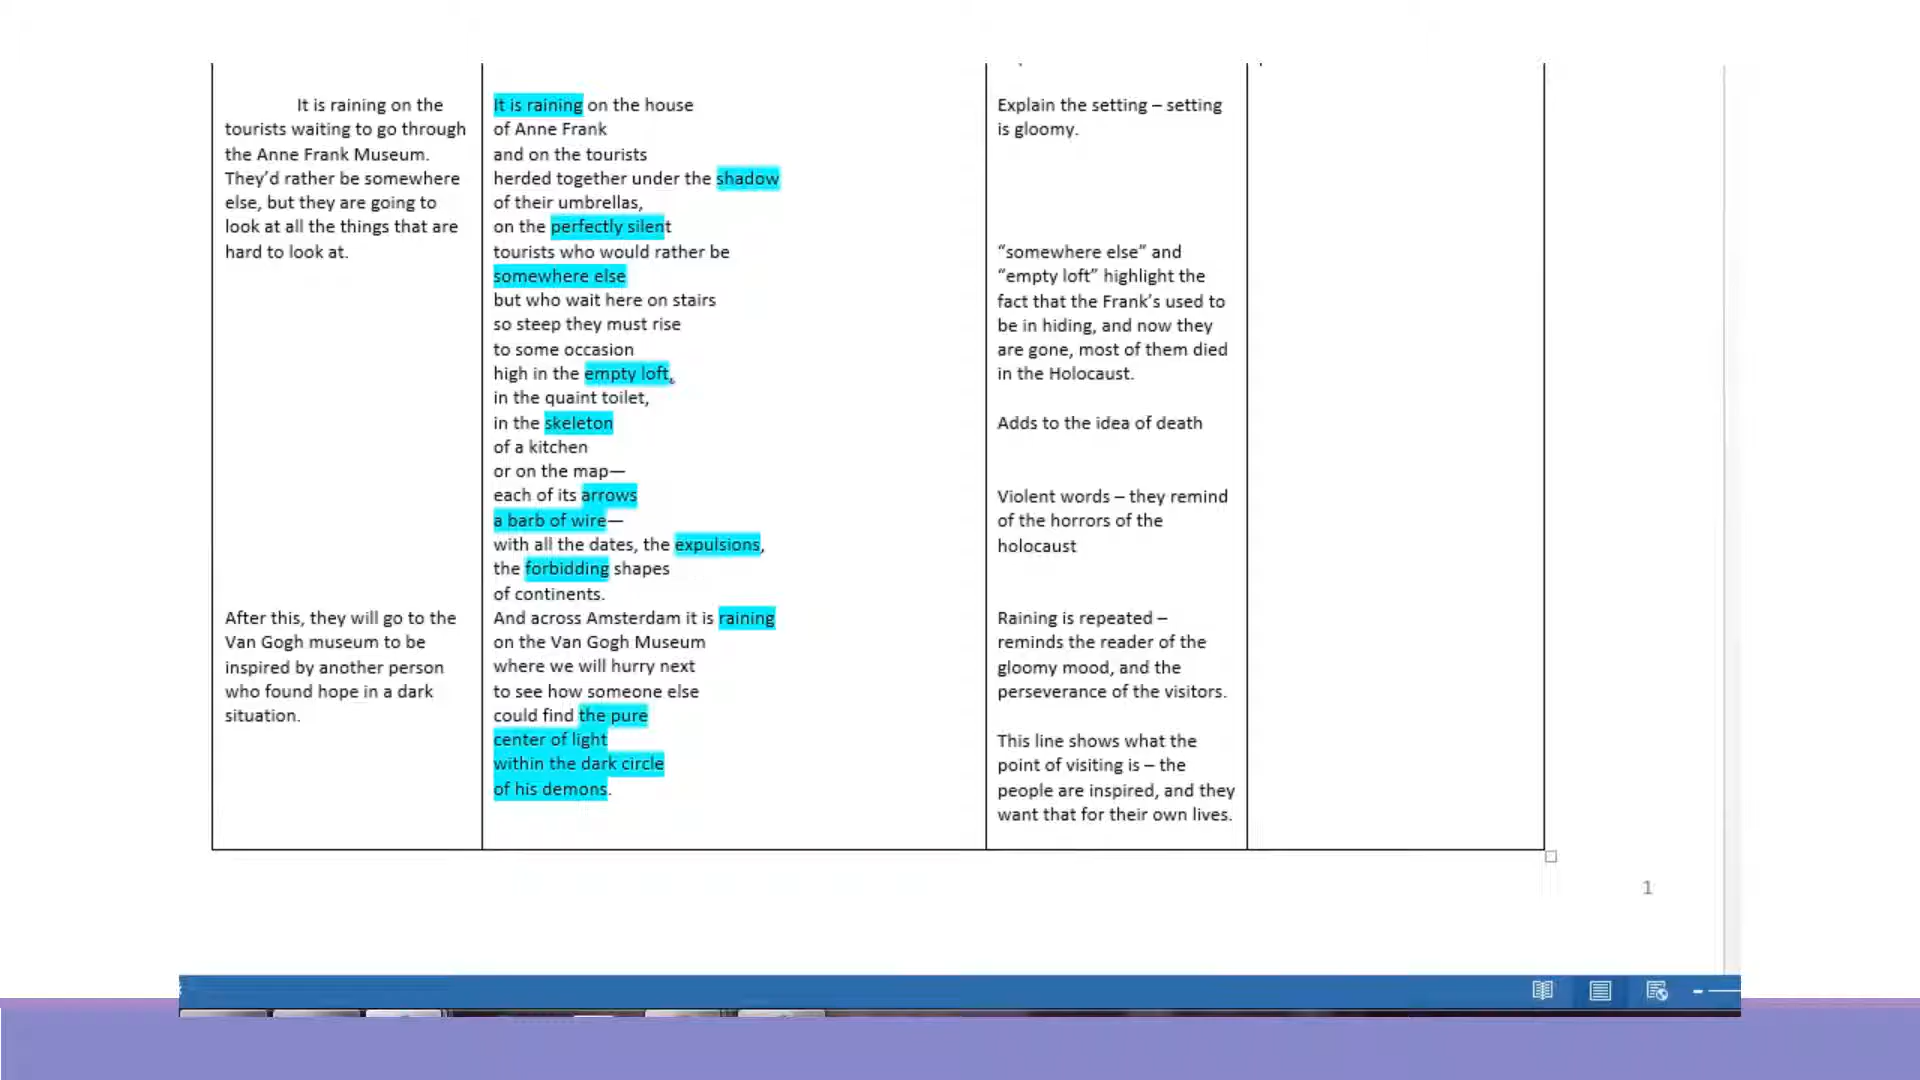 It is raining on the
tourists waiting to go through
the Anne Frank Museum.
They’d rather be somewhere
else, but they are going to
look at all the things that are
hard to look at.
After this, they will go to the
Van Gogh museum to be
inspired by another person
who found hope in a dark
situation.
It is raining on the house
of Anne Frank
and on the tourists
herded together under the shadow
of their umbrellas,
on the perfectly silent
tourists who would rather be
somewhere else
but who wait here on stairs
so steep they must rise
to some occasion
high in the empty loft,
in the quaint toilet,
in the skeleton
of a kitchen
or on the map—
each of its arrows
a barb of wire—
with all the dates, the expulsions,
the forbidding shapes
of continents.
And across Amsterdam it is raining
on the Van Gogh Museum
where we will hurry next
to see how someone else
could find the pure
center of light
within the dark circle
of his demons.
Explain the setting – setting
is gloomy.
“somewhere else” and
“empty loft” highlight the
fact that the Frank’s used to
be in hiding, and now they
are gone, most of them died
in the Holocaust.
Adds to the idea of death
Violent words – they remind
of the horrors of the
holocaust
Raining is repeated –
reminds the reader of the
gloomy mood, and the
perseverance of the visitors.
This line shows what the
point of visiting is – the
people are inspired, and they
want that for their own lives.
1